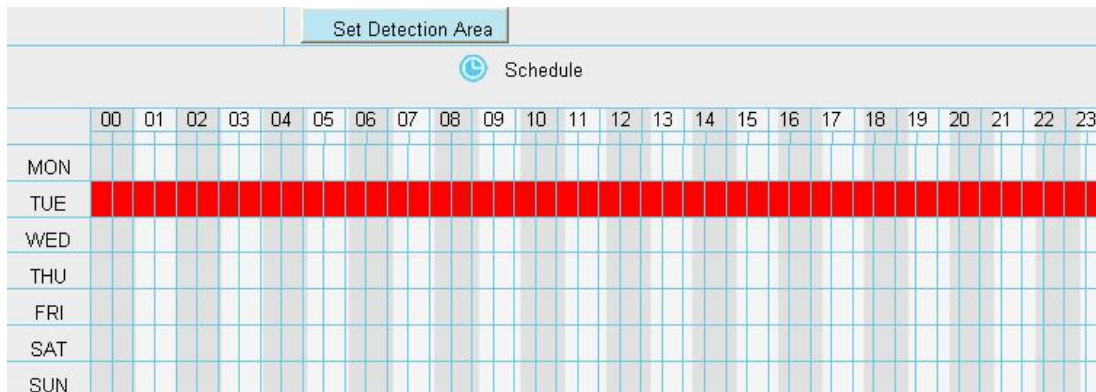 Set Detection Area
Schedule
00 01 02 03 04 05 06 07 08 09 10 11 12 13 14 15 16 17 18 19 20 21 22 23
MON
TUE
WED
THU
FRI
SAT
SUN